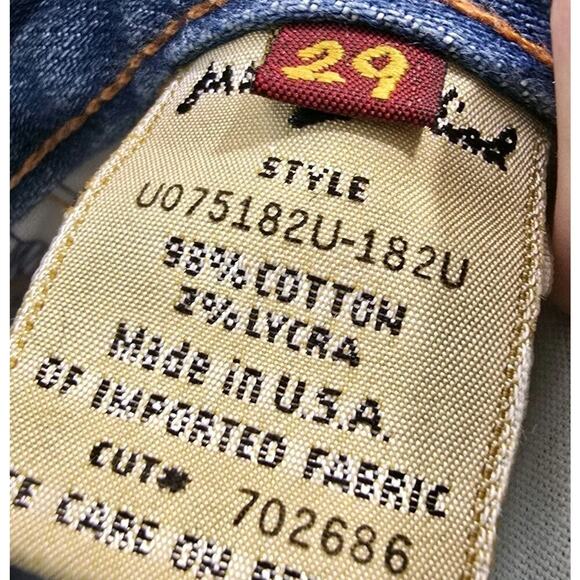 29
STYLE
U075182U-182U
98% COTTON
2% LYCRA
Made in U.S.A.
OF IMPORTED FABRIC
CUT# 702686
CARE ON